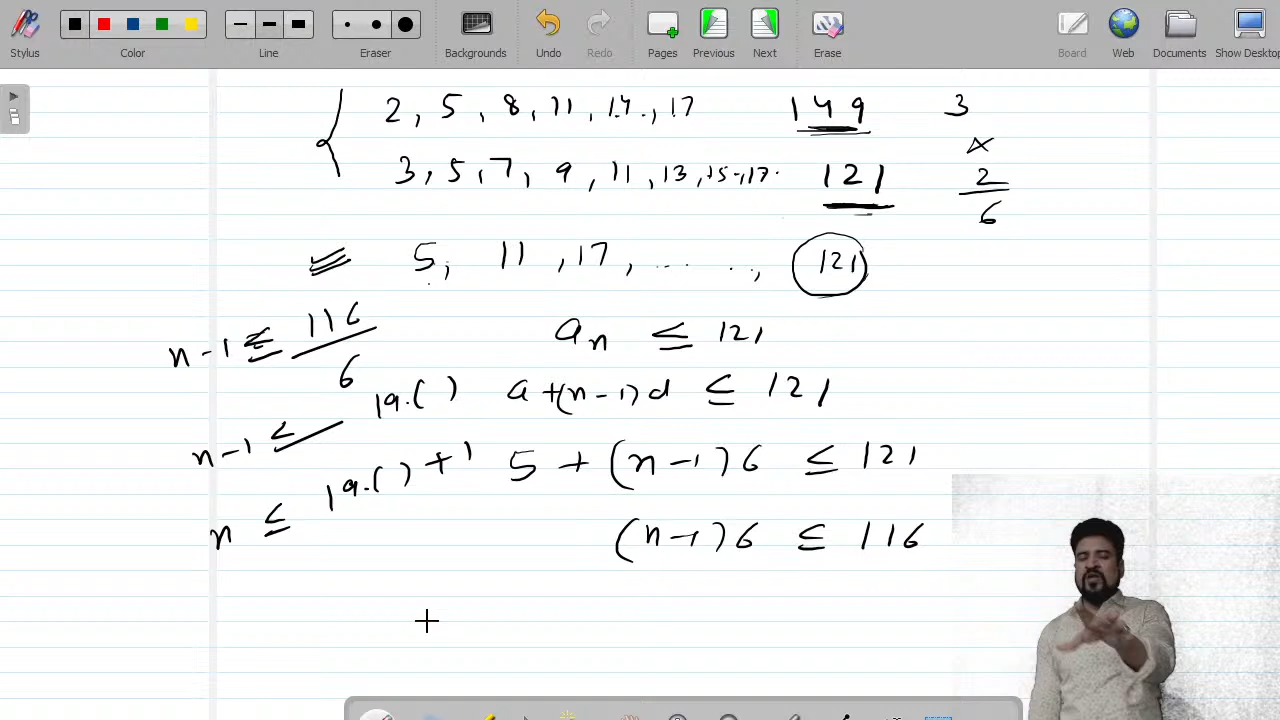 Stylus Color Line Eraser Backgrounds Undo Redo Pages Previous Next Erase Board Web Documents Show Desktop
2, 5, 8, 11, 14, 17 149 3
×
3, 5, 7, 9, 11, 13, 15, 17 121 2
6
5, 11, 17, ......, 121
n-1 ≤ 116/6
aₙ ≤ 121
n-1 ≤ 19.( )
a+(n-1)d ≤ 121
n ≤ 19.( )+1
5+(n-1)6 ≤ 121
(n-1)6 ≤ 116